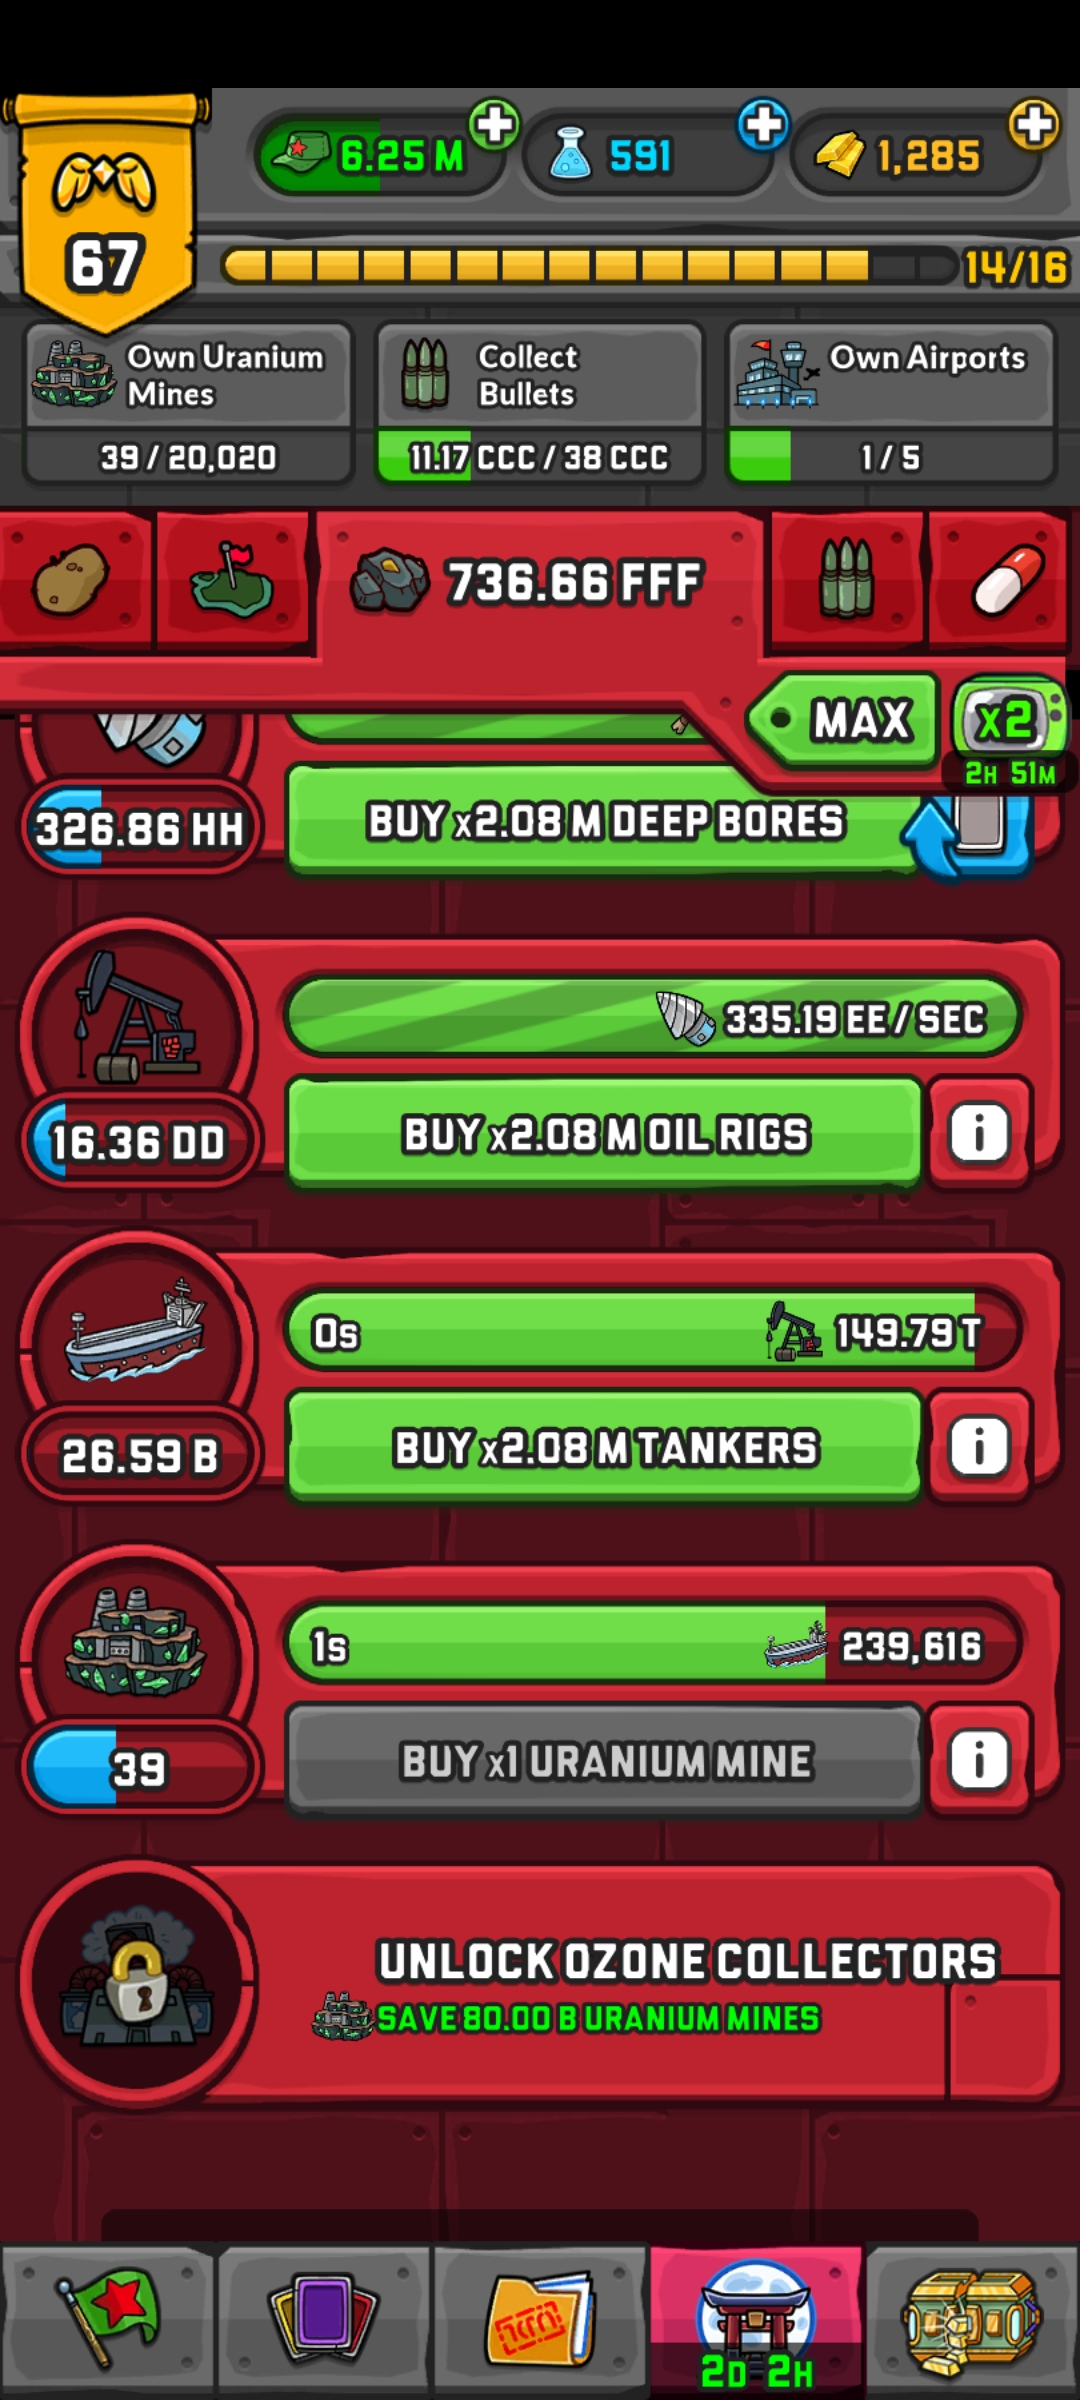 6.25 M
591
1,285
67
14/16
Own Uranium
Mines
39 / 20,020
Collect
Bullets
11.17 CCC / 38 CCC
Own Airports
1 / 5
736.66 FFF
MAX
x2
2H 51M
326.86 HH
BUY x2.08 M DEEP BORES
335.19 EE / SEC
16.36 DD
BUY x2.08 M OIL RIGS
i
0s
149.79 T
26.59 B
BUY x2.08 M TANKERS
i
1s
239,616
39
BUY x1 URANIUM MINE
i
UNLOCK OZONE COLLECTORS
SAVE 80.00 B URANIUM MINES
2D 2H